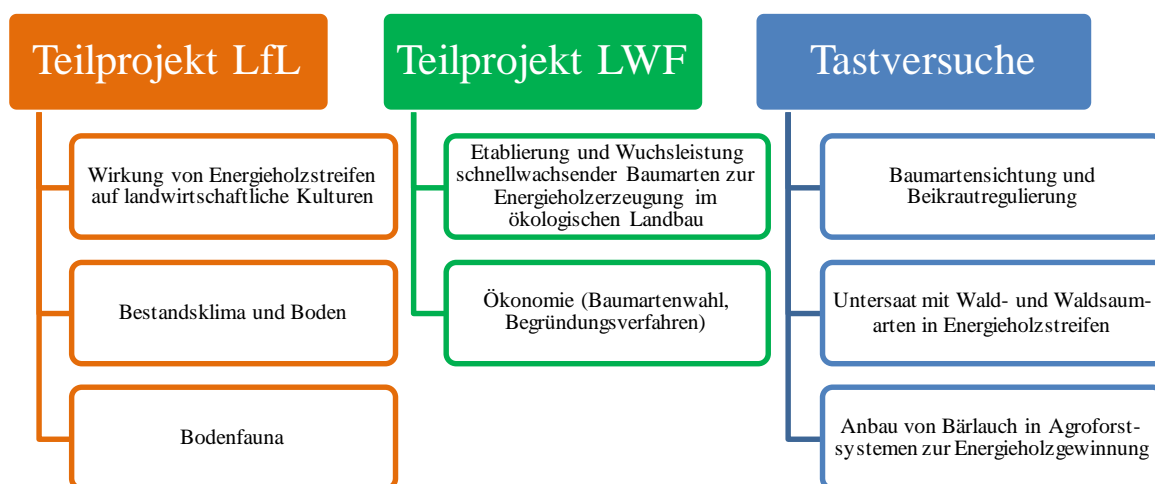 Teilprojekt LfL
Wirkung von Energieholzstreifen
auf landwirtschaftliche Kulturen
Bestandsklima und Boden
Bodenfauna
Teilprojekt LWF
Etablierung und Wuchsleistung
schnellwachsender Baumarten zur
Energieholzerzeugung im
ökologischen Landbau
Ökonomie (Baumartenwahl,
Begründungsverfahren)
Tastversuche
Baumartensichtung und
Beikrautregulierung
Untersaat mit Wald- und Waldsaum-
arten in Energieholzstreifen
Anbau von Bärlauch in Agroforst-
systemen zur Energieholzgewinnung